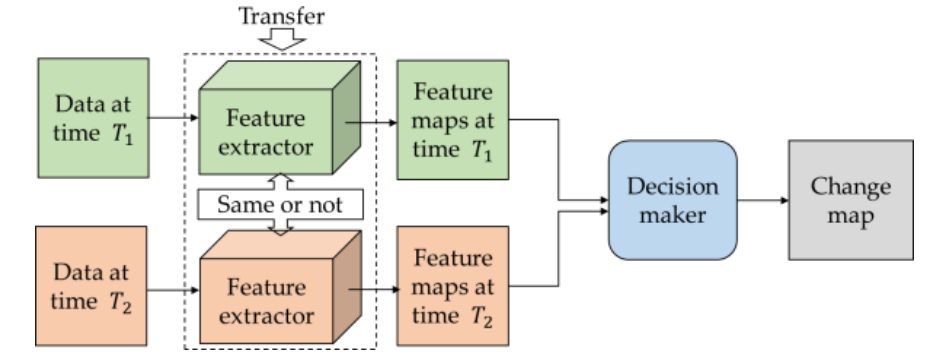 Transfer
Data at
time T₁
Feature
extractor
Feature
maps at
time T₁
Same or not
Decision
maker
Change
map
Data at
time T₂
Feature
extractor
Feature
maps at
time T₂